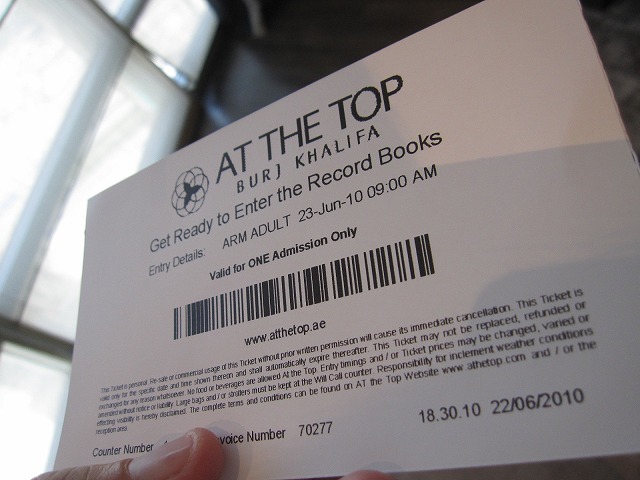 AT THE TOP
BURJ KHALIFA
Get Ready to Enter the Record Books
Entry Details: ARM ADULT 23-Jun-10 09:00 AM
Valid for ONE Admission Only
www.atthetop.ae
This Ticket is personal. Re-sale or commercial usage of this Ticket without prior written permission will cause its immediate cancellation. This Ticket is
valid only for the specific date and time shown thereon and shall automatically expire thereafter. This Ticket may not be replaced, refunded or
exchanged for any reason whatsoever. No food or beverages are allowed At the Top. Entry timings and / or Ticket prices may be changed, varied or
amended without notice or liability. Large bags and / or strollers must be kept at the Will Call counter. Responsibility for inclement weather conditions
effecting visibility is hereby disclaimed. The complete terms and conditions can be found on AT the Top Website www.atthetop.com and / or the
reception area.
Counter Number Invoice Number 70277 18.30.10 22/06/2010